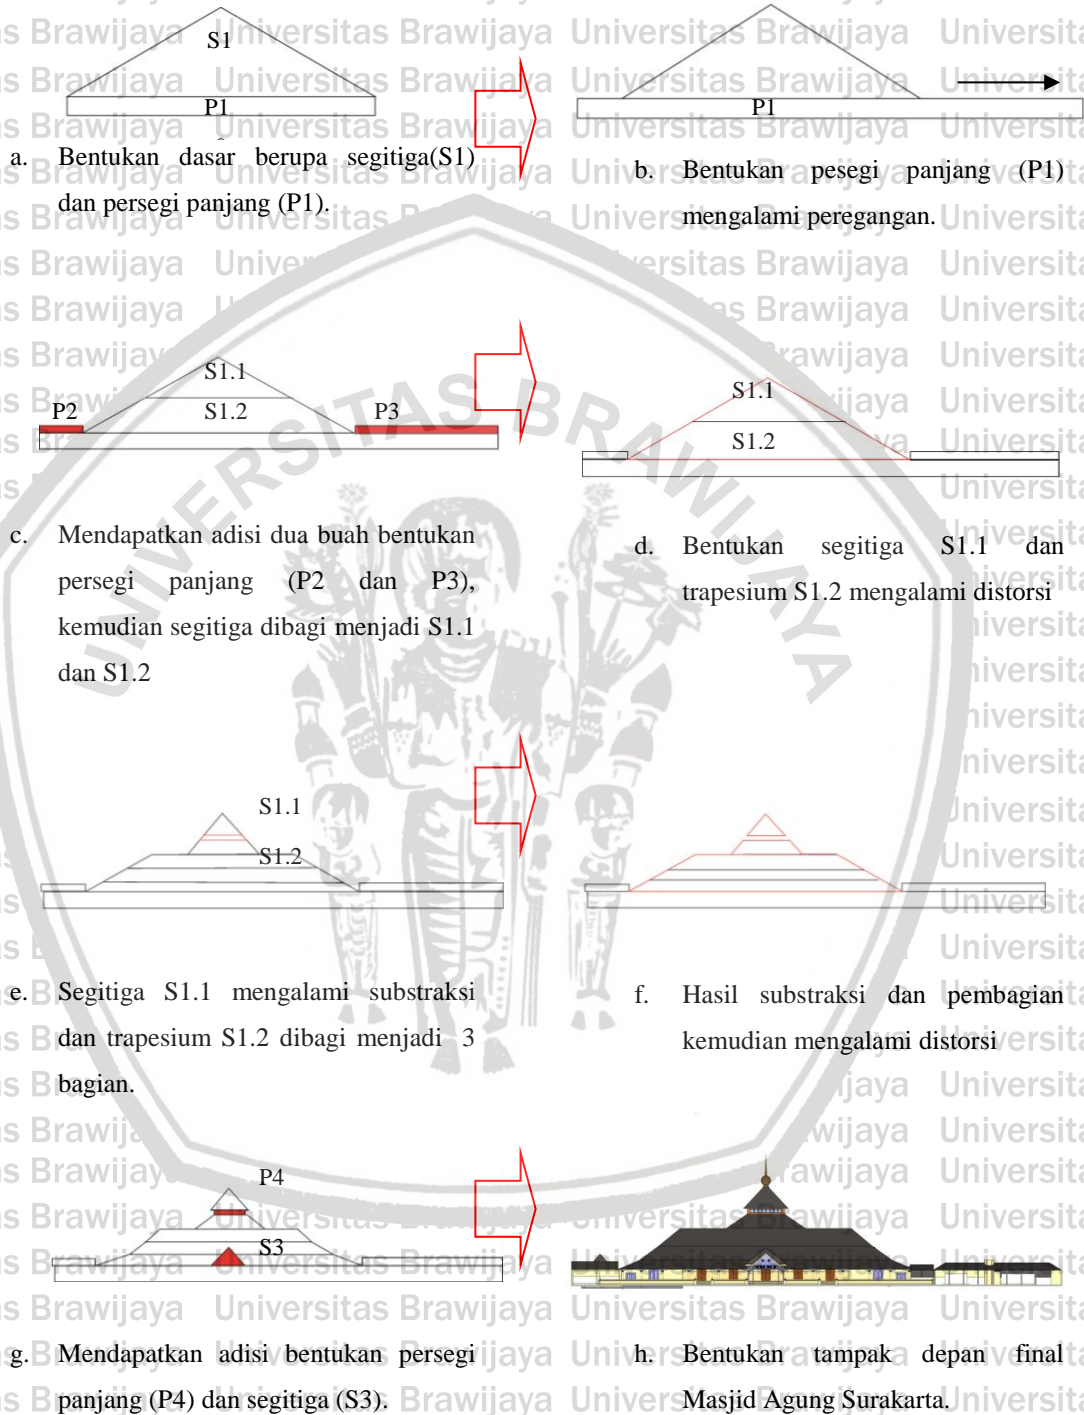 S1
P1
a. Bentukan dasar berupa segitiga(S1)
dan persegi panjang (P1).
P1
b. Bentukan pesegi panjang (P1)
mengalami peregangan.
S1.1
P2 S1.2 P3
c. Mendapatkan adisi dua buah bentukan
persegi panjang (P2 dan P3),
kemudian segitiga dibagi menjadi S1.1
dan S1.2
S1.1
S1.2
d. Bentukan segitiga S1.1 dan
trapesium S1.2 mengalami distorsi
S1.1
S1.2
e. Segitiga S1.1 mengalami substraksi
dan trapesium S1.2 dibagi menjadi 3
bagian.
f. Hasil substraksi dan pembagian
kemudian mengalami distorsi
P4
S3
g. Mendapatkan adisi bentukan persegi
panjang (P4) dan segitiga (S3).
h. Bentukan tampak depan final
Masjid Agung Surakarta.
UNIVERSITAS BRAWIJAYA